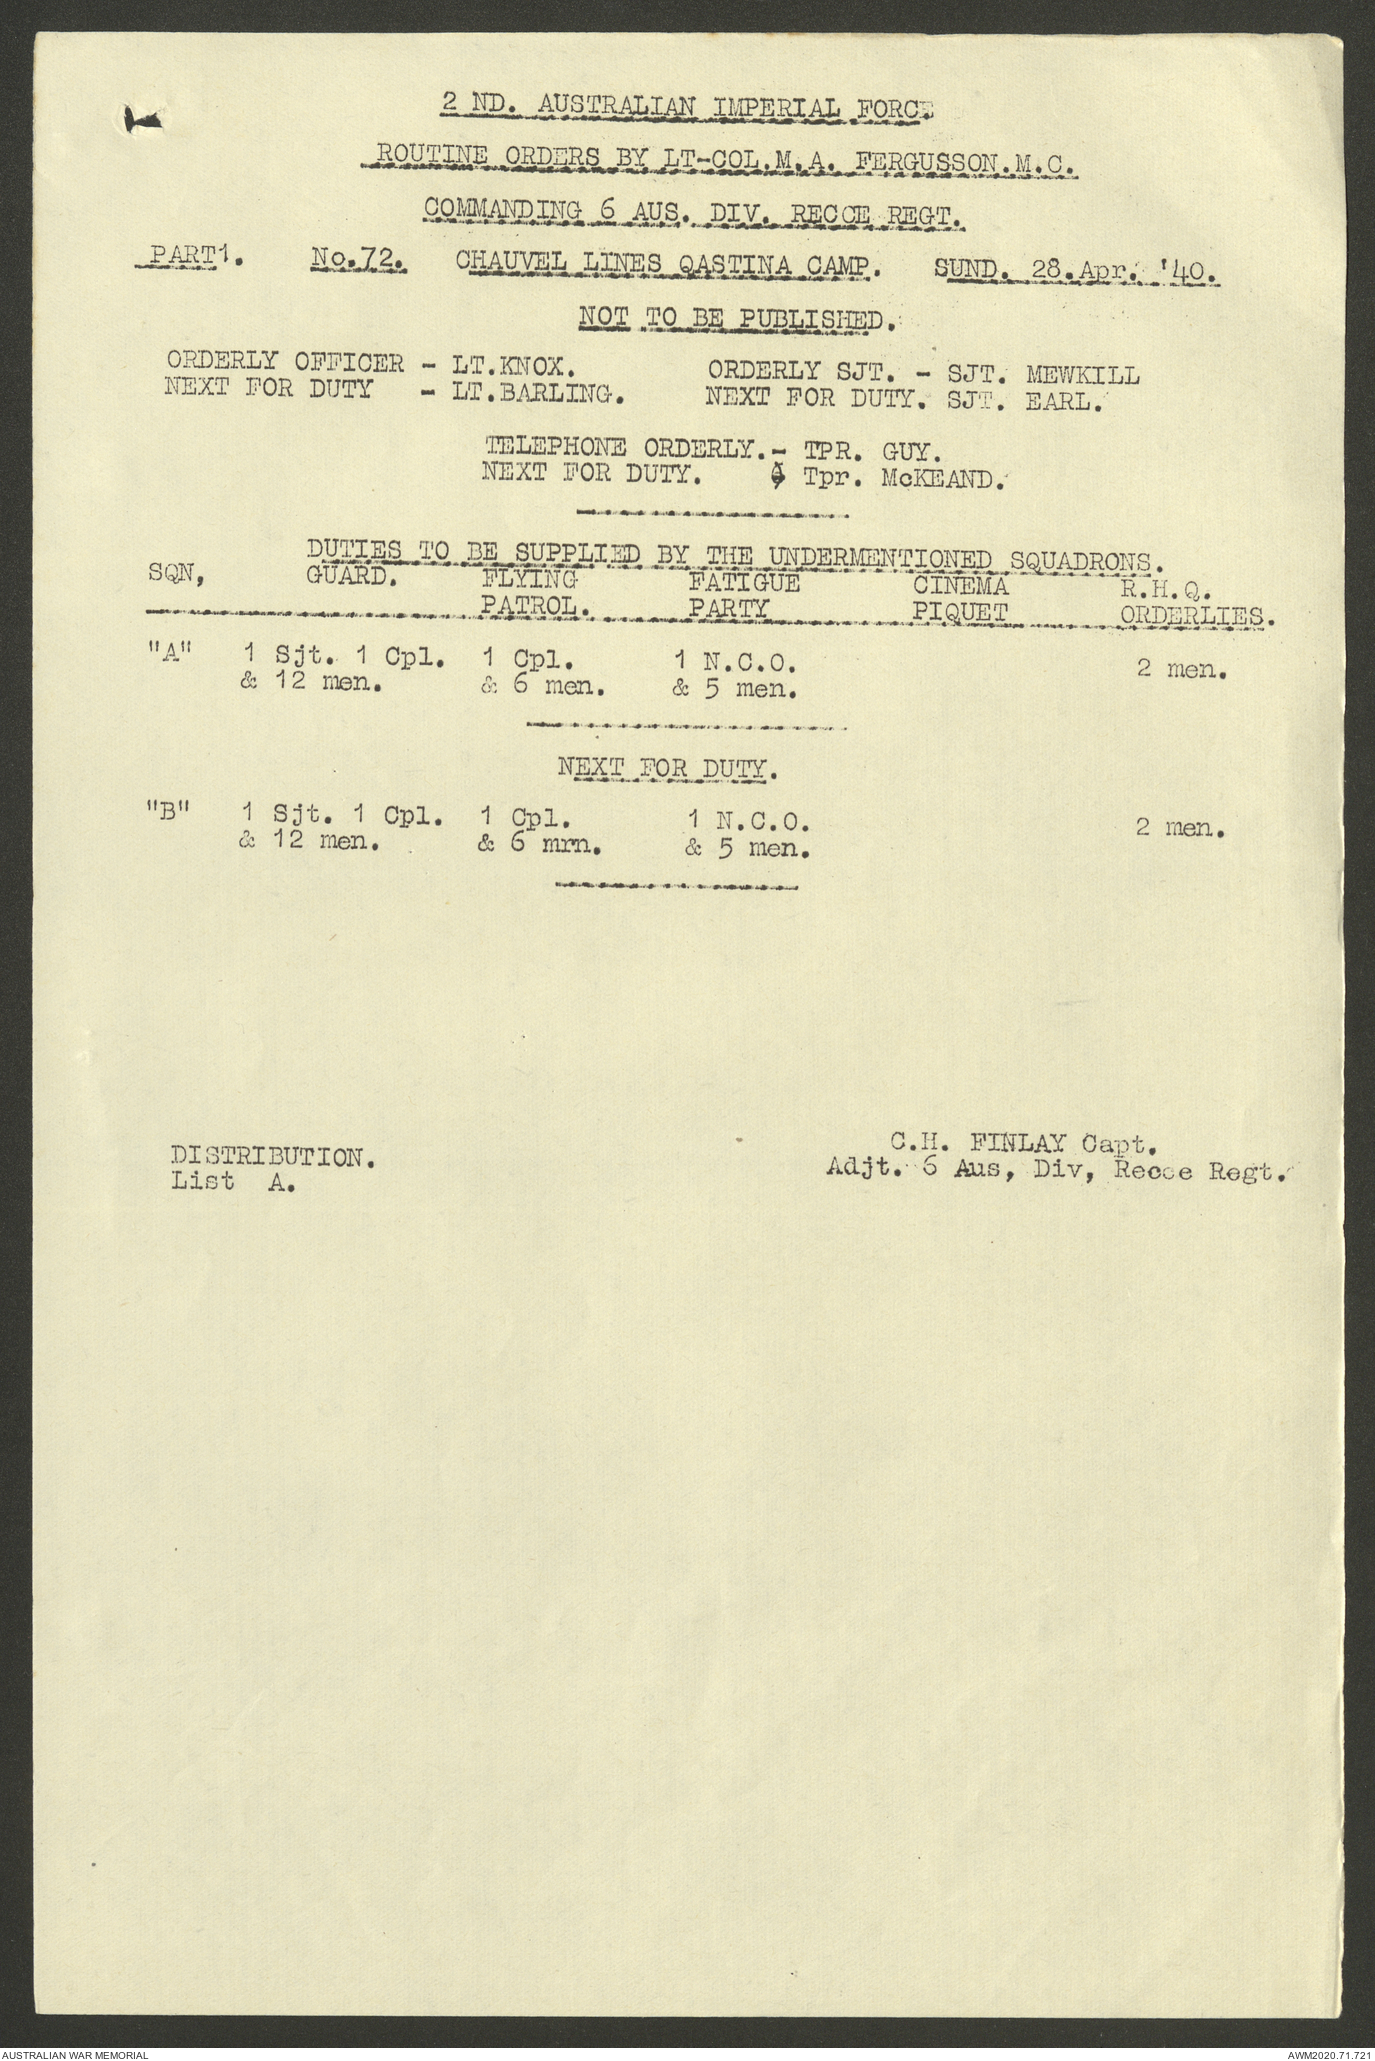 2 ND. AUSTRALIAN IMPERIAL FORCE
ROUTINE ORDERS BY LT-COL.M.A. FERGUSSON.M.C.
COMMANDING 6 AUS. DIV. RECCE REGT.
PART1. No.72. CHAUVEL LINES QASTINA CAMP. SUND. 28.Apr. '40.
NOT TO BE PUBLISHED.
ORDERLY OFFICER - LT.KNOX. ORDERLY SJT. - SJT. MEWKILL
NEXT FOR DUTY - LT.BARLING. NEXT FOR DUTY. SJT. EARL.
TELEPHONE ORDERLY.- TPR. GUY.
NEXT FOR DUTY. Tpr. McKEAND.
DUTIES TO BE SUPPLIED BY THE UNDERMENTIONED SQUADRONS.
SQN, GUARD. FLYING FATIGUE CINEMA R.H.Q.
PATROL. PARTY PIQUET ORDERLIES.
"A" 1 Sjt. 1 Cpl. 1 Cpl. 1 N.C.O. 2 men.
& 12 men. & 6 men. & 5 men.
NEXT FOR DUTY.
"B" 1 Sjt. 1 Cpl. 1 Cpl. 1 N.C.O. 2 men.
& 12 men. & 6 mrn. & 5 men.
C.H. FINLAY Capt.
DISTRIBUTION. Adjt. 6 Aus, Div, Recce Regt.
List A.
AUSTRALIAN WAR MEMORIAL AWM2020.71.721